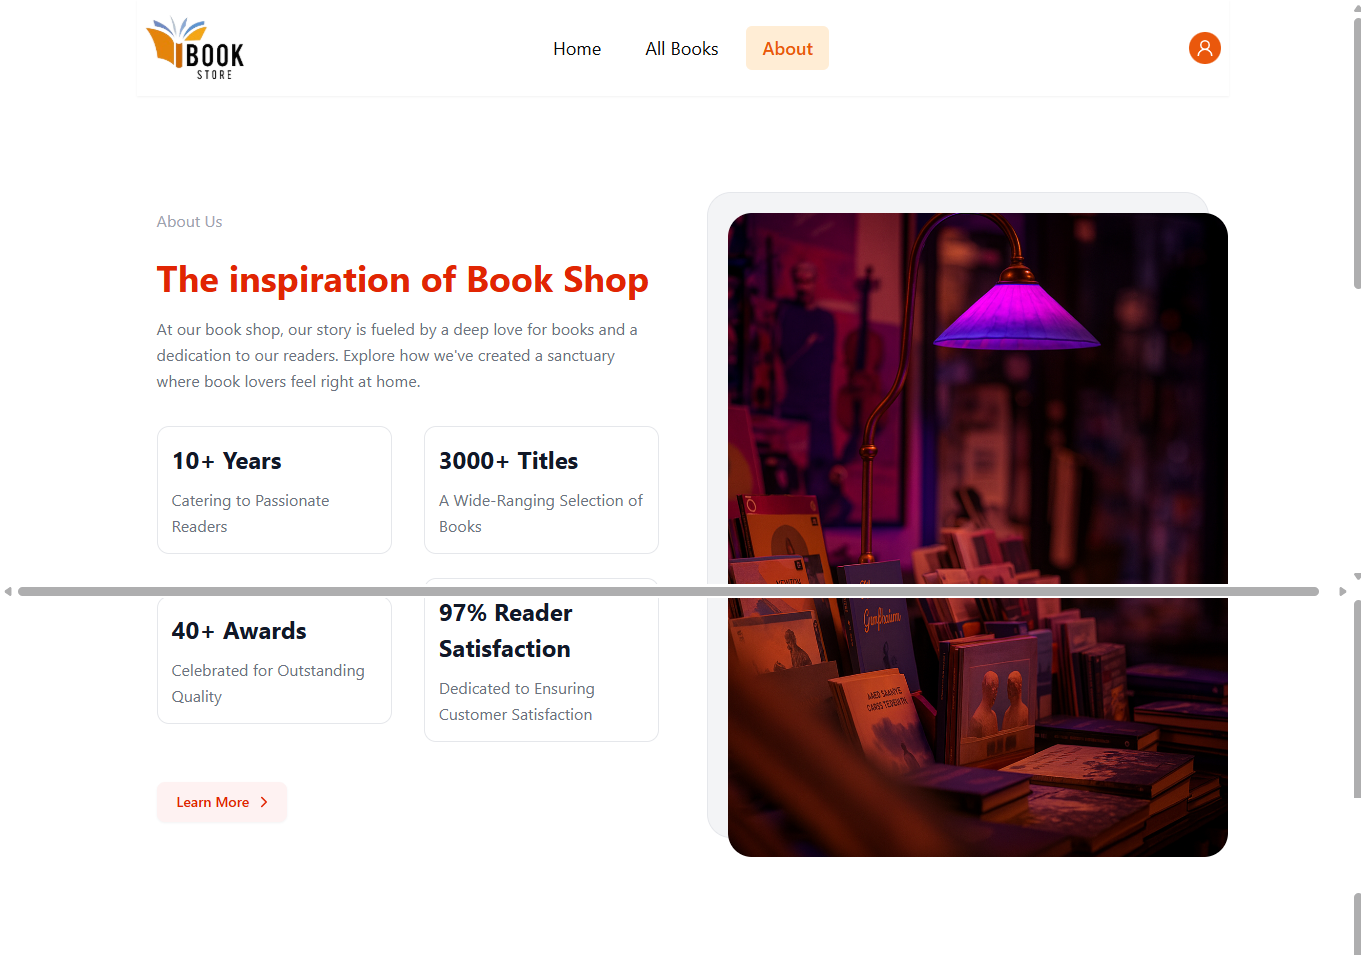 BOOK
STORE
Home
All Books
About
About Us
The inspiration of Book Shop
At our book shop, our story is fueled by a deep love for books and a
dedication to our readers. Explore how we've created a sanctuary
where book lovers feel right at home.
10+ Years
Catering to Passionate
Readers
3000+ Titles
A Wide-Ranging Selection of
Books
40+ Awards
Celebrated for Outstanding
Quality
97% Reader
Satisfaction
Dedicated to Ensuring
Customer Satisfaction
Learn More